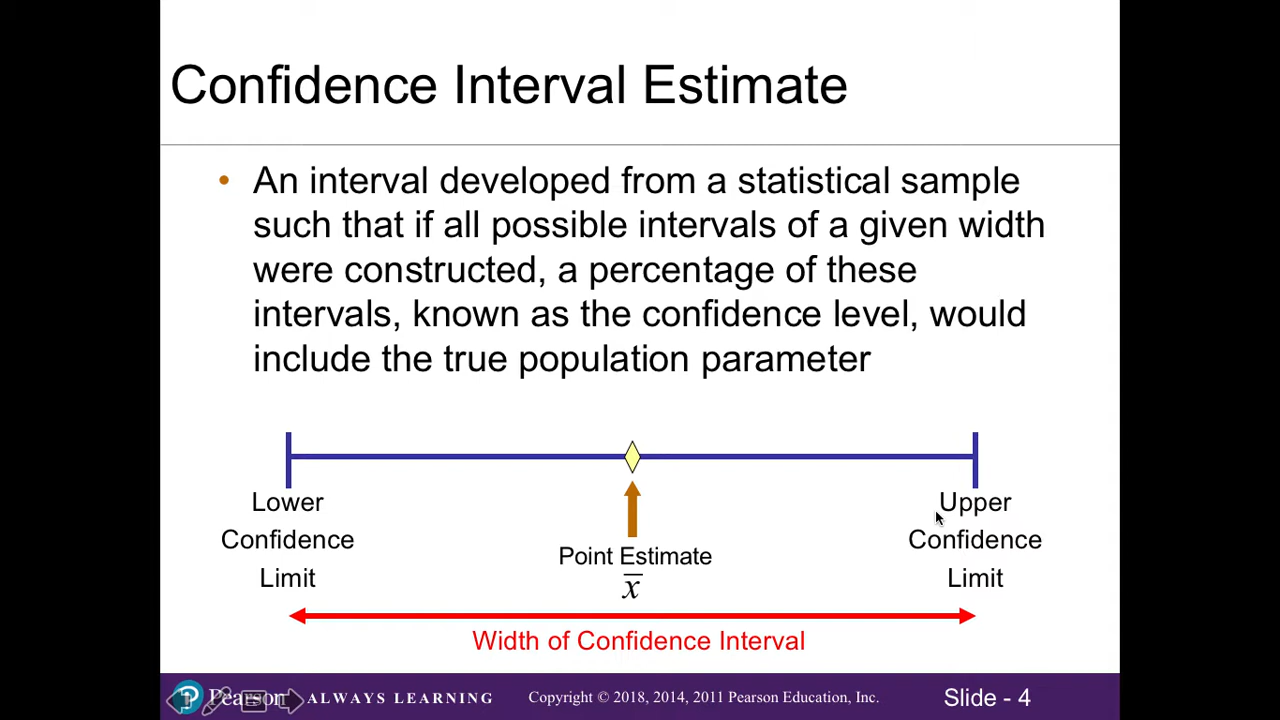 Confidence Interval Estimate
• An interval developed from a statistical sample
such that if all possible intervals of a given width
were constructed, a percentage of these
intervals, known as the confidence level, would
include the true population parameter
Lower
Confidence
Limit
Point Estimate
x̅
Upper
Confidence
Limit
Width of Confidence Interval
Pearson
ALWAYS LEARNING
Copyright © 2018, 2014, 2011 Pearson Education, Inc.
Slide - 4